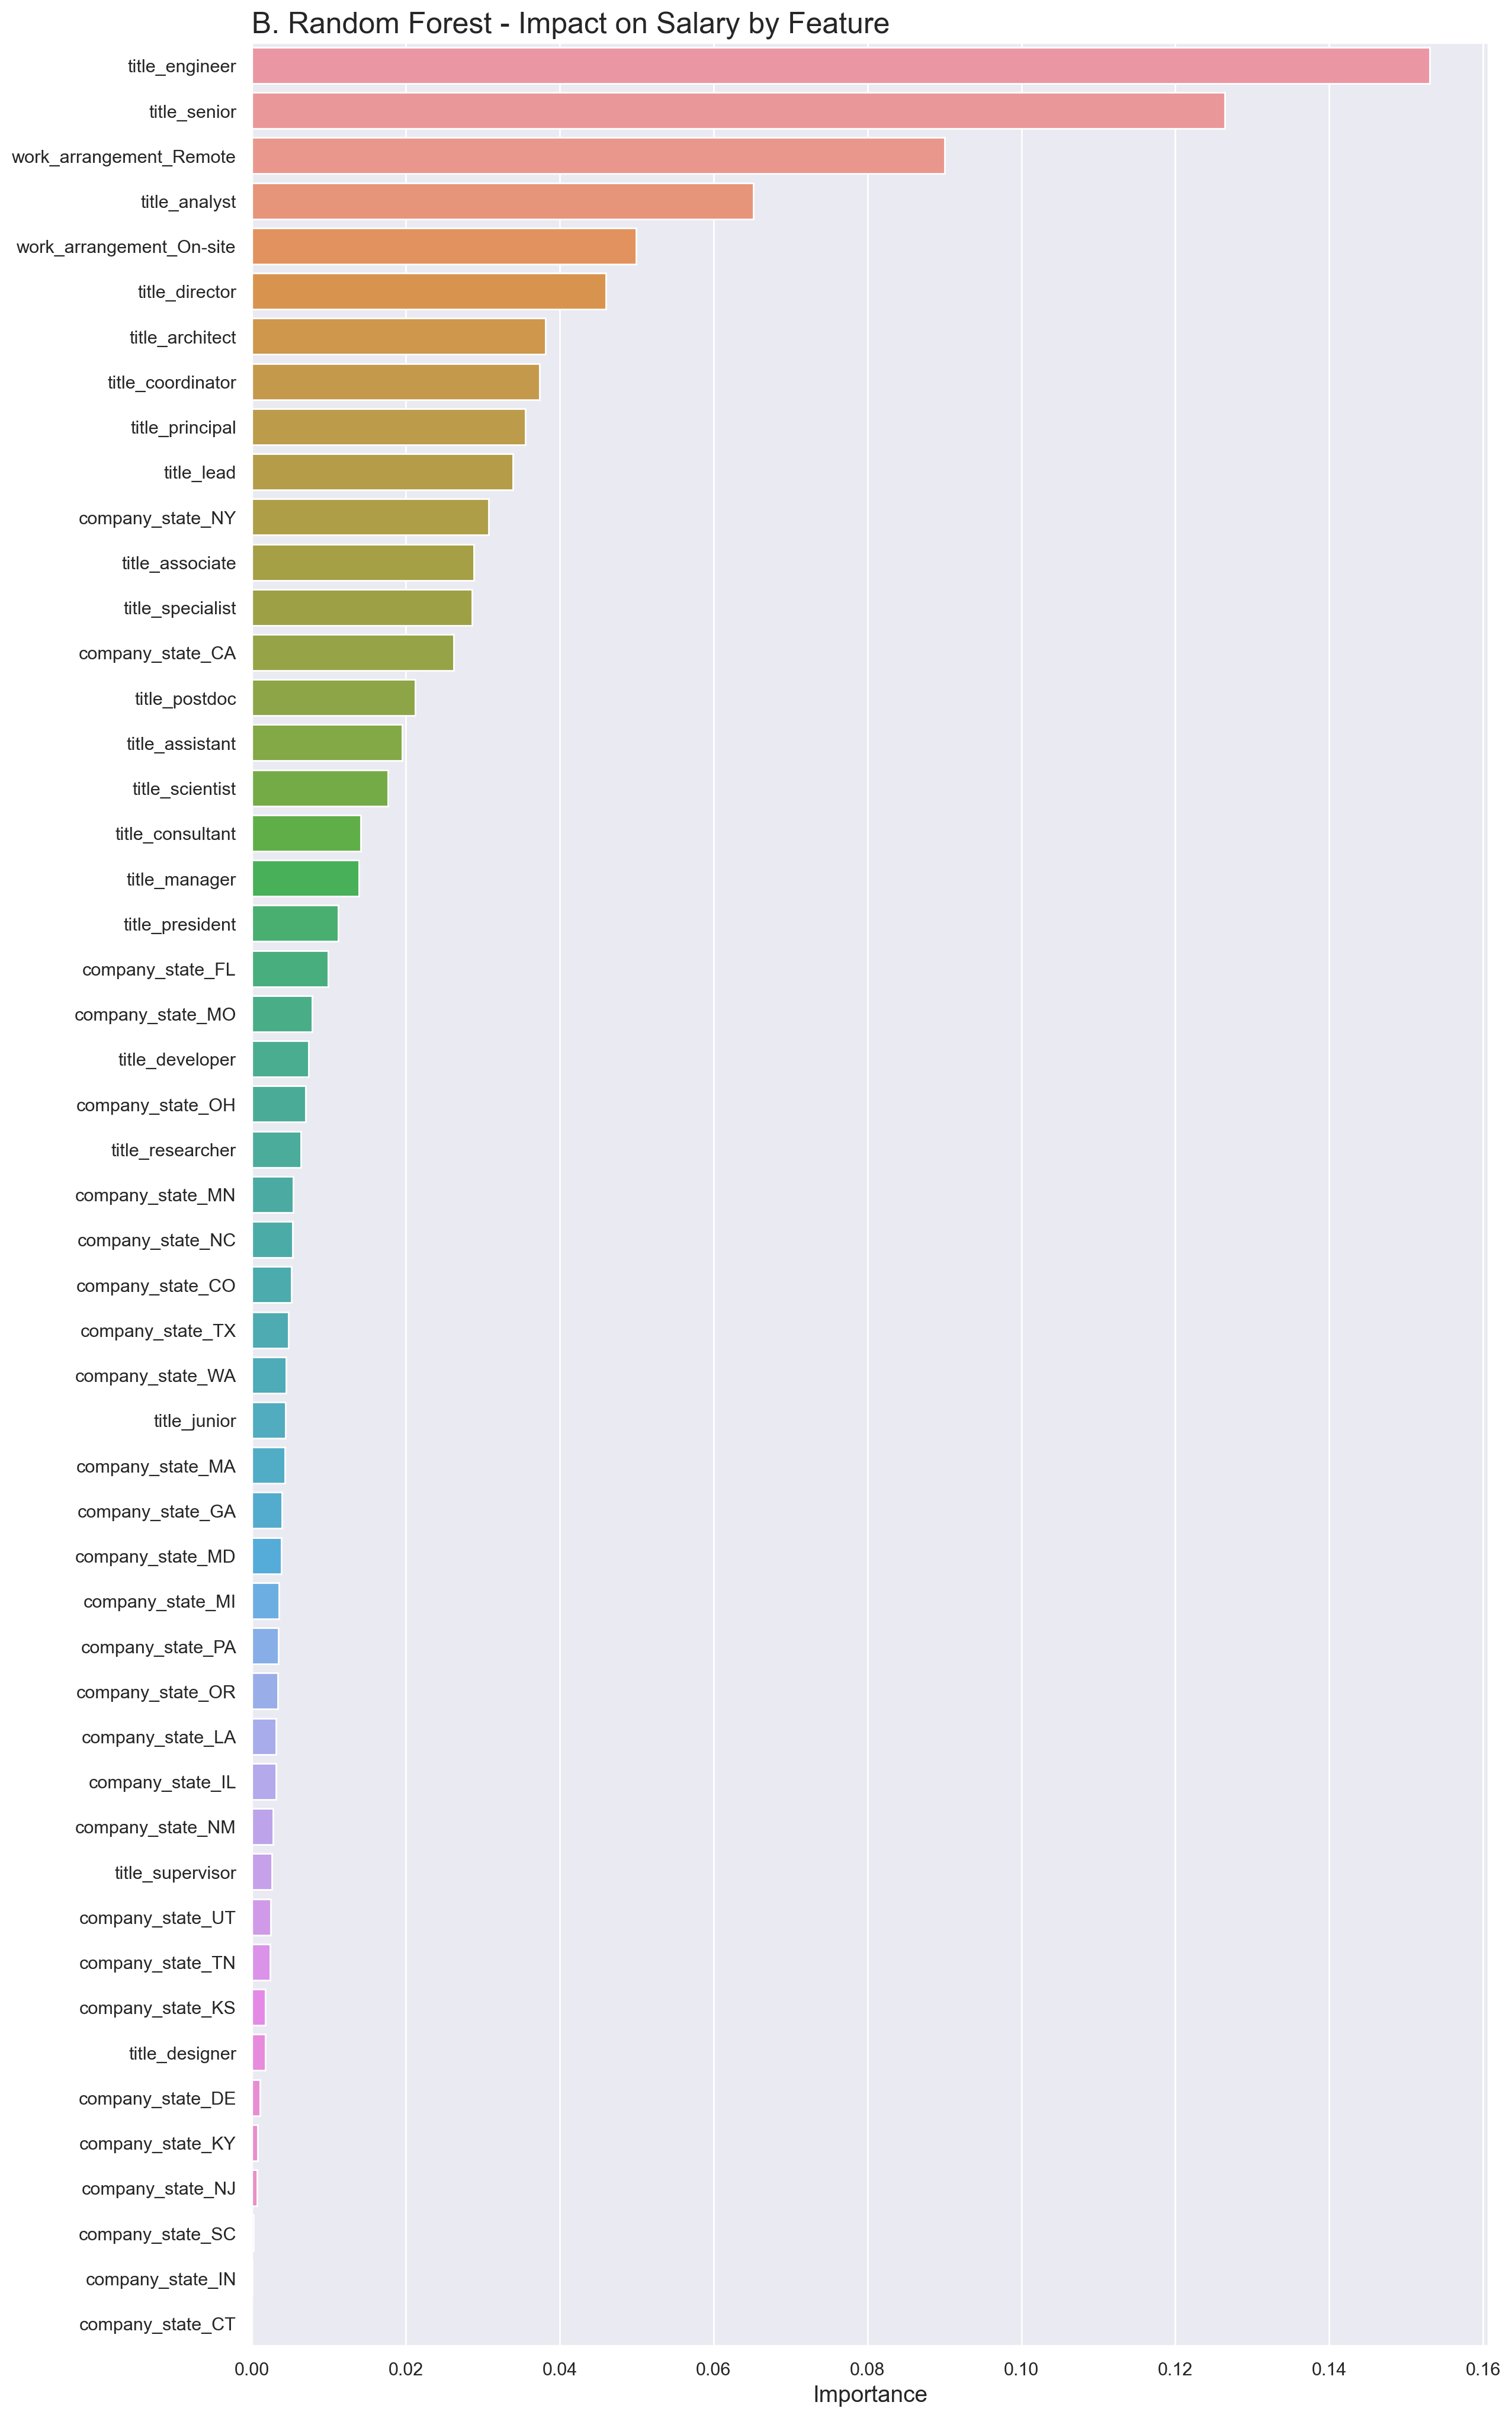 B. Random Forest - Impact on Salary by Feature
title_engineer
title_senior
work_arrangement_Remote
title_analyst
work_arrangement_On-site
title_director
title_architect
title_coordinator
title_principal
title_lead
company_state_NY
title_associate
title_specialist
company_state_CA
title_postdoc
title_assistant
title_scientist
title_consultant
title_manager
title_president
company_state_FL
company_state_MO
title_developer
company_state_OH
title_researcher
company_state_MN
company_state_NC
company_state_CO
company_state_TX
company_state_WA
title_junior
company_state_MA
company_state_GA
company_state_MD
company_state_MI
company_state_PA
company_state_OR
company_state_LA
company_state_IL
company_state_NM
title_supervisor
company_state_UT
company_state_TN
company_state_KS
title_designer
company_state_DE
company_state_KY
company_state_NJ
company_state_SC
company_state_IN
company_state_CT
0.00 0.02 0.04 0.06 0.08 0.10 0.12 0.14 0.16
Importance